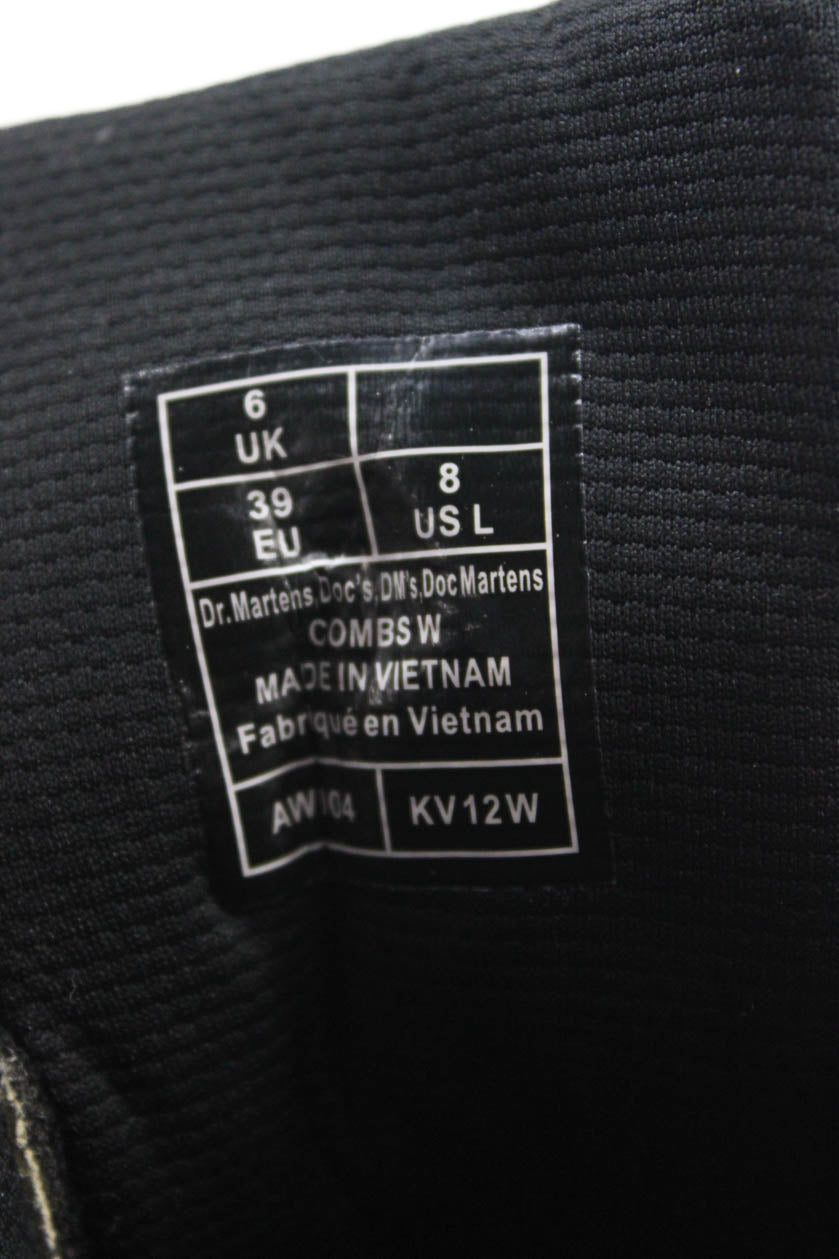 6
UK
39
EU
8
US L
Dr.Martens,Doc's,DM's,Doc Martens
COMBS W
MADE IN VIETNAM
Fabriqué en Vietnam
KV12W